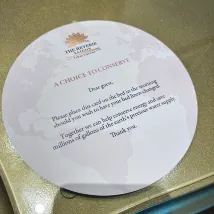 THE RETREAT
A CHOICE TO CONSERVE
Dear guest,
Please place this card on the bed in the morning
should you wish to have your bed linen changed.
Together we can help conserve energy and save
millions of gallons of the earth's precious water supply.
Thank you.